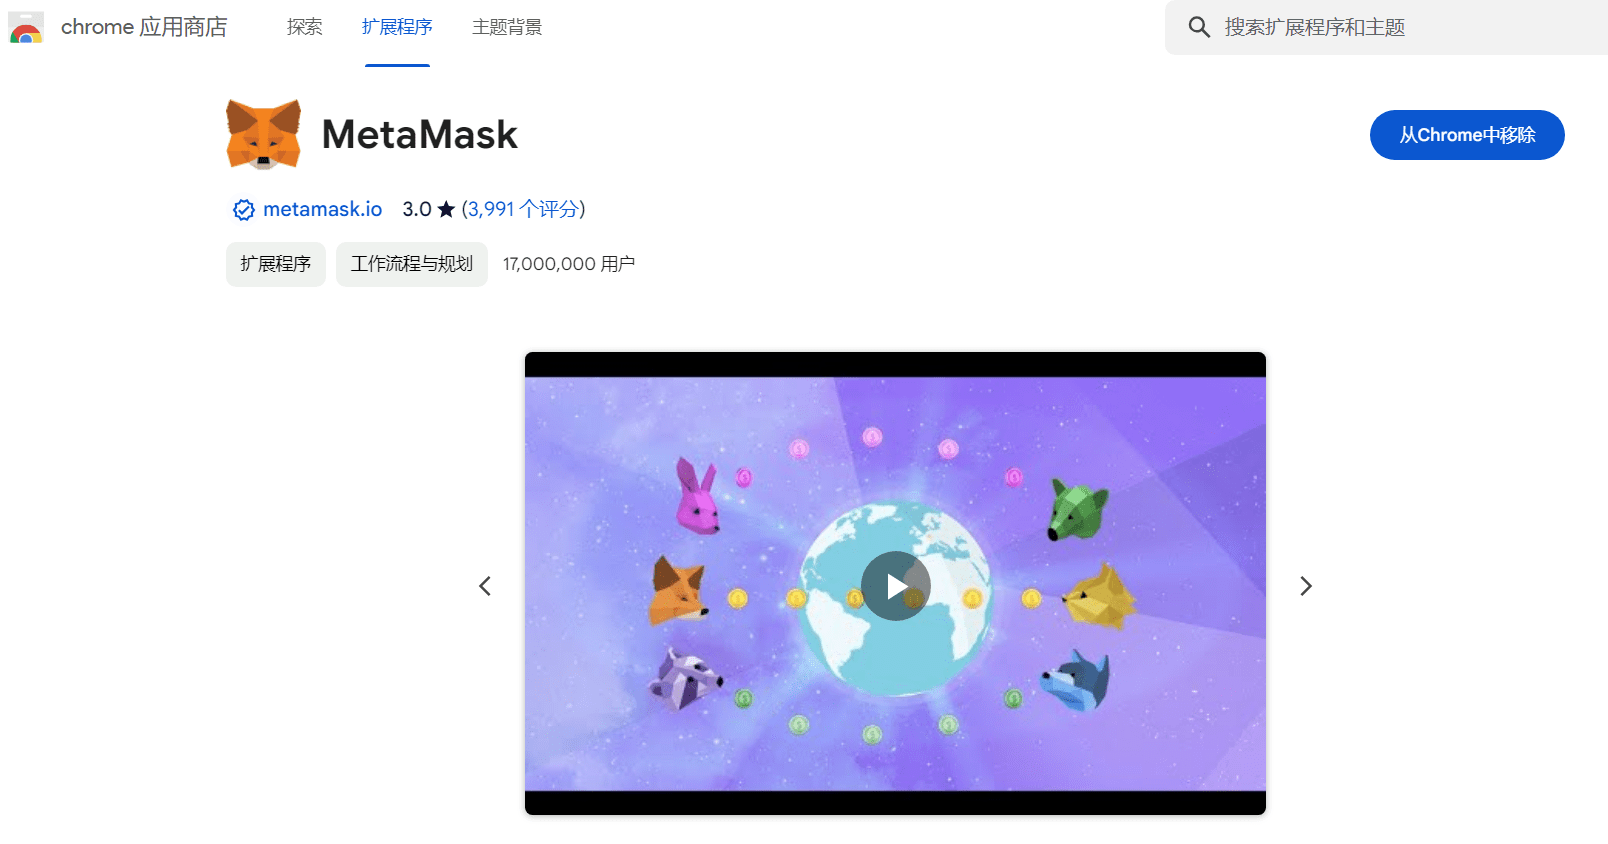 chrome 应用商店
探索
扩展程序
主题背景
搜索扩展程序和主题
MetaMask
从Chrome中移除
metamask.io 3.0 ★ (3,991 个评分)
扩展程序 工作流程与规划 17,000,000 用户